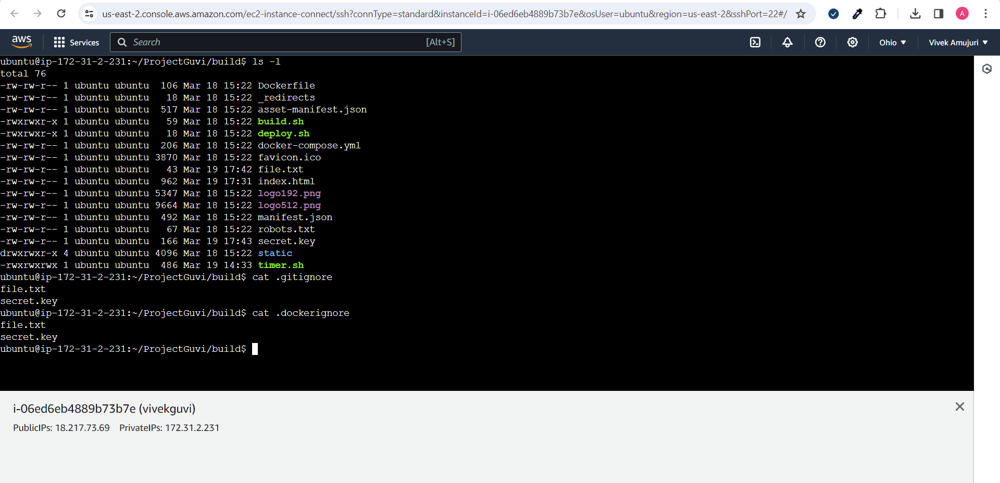 us-east-2.console.aws.amazon.com/ec2-instance-connect/ssh?connType=standard&instanceId=i-06ed6eb4889b73b7e&osUser=ubuntu&region=us-east-2&sshPort=22#/
A
aws
Services
Search
[Alt+S]
Ohio
Vivek Amujuri
ubuntu@ip-172-31-2-231:~/ProjectGuvi/build$ ls -l
total 76
-rw-rw-r-- 1 ubuntu ubuntu  106 Mar 18 15:22 Dockerfile
-rw-rw-r-- 1 ubuntu ubuntu   18 Mar 18 15:22 _redirects
-rw-rw-r-- 1 ubuntu ubuntu  517 Mar 18 15:22 asset-manifest.json
-rwxrwxr-x 1 ubuntu ubuntu   59 Mar 18 15:22 build.sh
-rwxrwxr-x 1 ubuntu ubuntu   18 Mar 18 15:22 deploy.sh
-rw-rw-r-- 1 ubuntu ubuntu  206 Mar 18 15:22 docker-compose.yml
-rw-rw-r-- 1 ubuntu ubuntu 3870 Mar 18 15:22 favicon.ico
-rw-rw-r-- 1 ubuntu ubuntu   43 Mar 19 17:42 file.txt
-rw-rw-r-- 1 ubuntu ubuntu  962 Mar 19 17:31 index.html
-rw-rw-r-- 1 ubuntu ubuntu 5347 Mar 18 15:22 logo192.png
-rw-rw-r-- 1 ubuntu ubuntu 9664 Mar 18 15:22 logo512.png
-rw-rw-r-- 1 ubuntu ubuntu  492 Mar 18 15:22 manifest.json
-rw-rw-r-- 1 ubuntu ubuntu   67 Mar 18 15:22 robots.txt
-rw-rw-r-- 1 ubuntu ubuntu  166 Mar 19 17:43 secret.key
drwxrwxr-x 4 ubuntu ubuntu 4096 Mar 18 15:22 static
-rwxrwxrwx 1 ubuntu ubuntu  486 Mar 19 14:33 timer.sh
ubuntu@ip-172-31-2-231:~/ProjectGuvi/build$ cat .gitignore
file.txt
secret.key
ubuntu@ip-172-31-2-231:~/ProjectGuvi/build$ cat .dockerignore
file.txt
secret.key
ubuntu@ip-172-31-2-231:~/ProjectGuvi/build$
i-06ed6eb4889b73b7e (vivekguvi)
PublicIPs: 18.217.73.69 PrivateIPs: 172.31.2.231